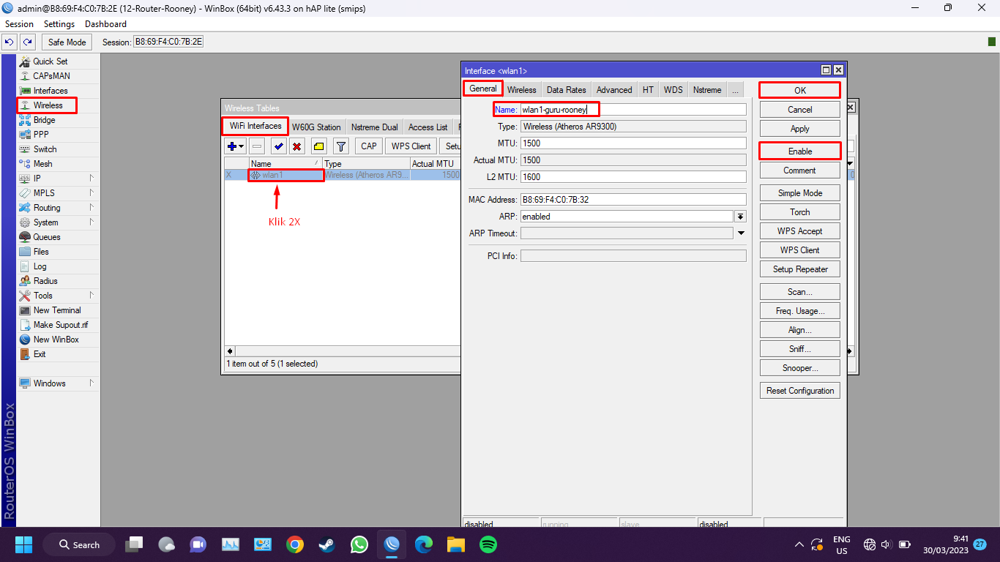 admin@B8:69:F4:C0:7B:2E (12-Router-Rooney) - WinBox (64bit) v6.43.3 on hAP lite (smips)
Session Settings Dashboard
Safe Mode Session: B8:69:F4:C0:7B:2E
Quick Set
CAPsMAN
Interfaces
Wireless
Bridge
PPP
Switch
Mesh
IP
MPLS
Routing
System
Queues
Files
Log
Radius
Tools
New Terminal
Make Supout.rif
New WinBox
Exit
Windows
RouterOS WinBox
Wireless Tables
WiFi Interfaces W60G Station Nstreme Dual Access List
CAP WPS Client
Name Type Actual MTU
X wlan1 Wireless (Atheros AR9... 1500
Klik 2X
1 item out of 5 (1 selected)
Interface <wlan1>
General Wireless Data Rates Advanced HT WDS Nstreme ...
Name: wlan1-guru-rooney
Type: Wireless (Atheros AR9300)
MTU: 1500
Actual MTU: 1500
L2 MTU: 1600
MAC Address: B8:69:F4:C0:7B:32
ARP: enabled
ARP Timeout:
PCI Info:
OK
Cancel
Apply
Enable
Comment
Simple Mode
Torch
WPS Accept
WPS Client
Setup Repeater
Scan...
Freq. Usage...
Align...
Sniff...
Snooper...
Reset Configuration
disabled running slave disabled
Search
ENG
US
9:41
30/03/2023
27